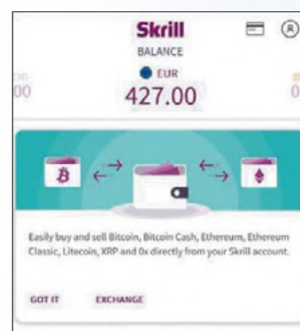 Skrill
BALANCE
EUR
00 427.00
Easily buy and sell Bitcoin, Bitcoin Cash, Ethereum, Ethereum
Classic, Litecoin, XRP and 0x directly from your Skrill account.
GOT IT EXCHANGE